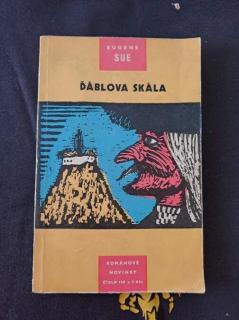 EUGENE
SUE
ĎÁBLOVA SKÁLA
ROMÁNOVÉ
NOVINKY